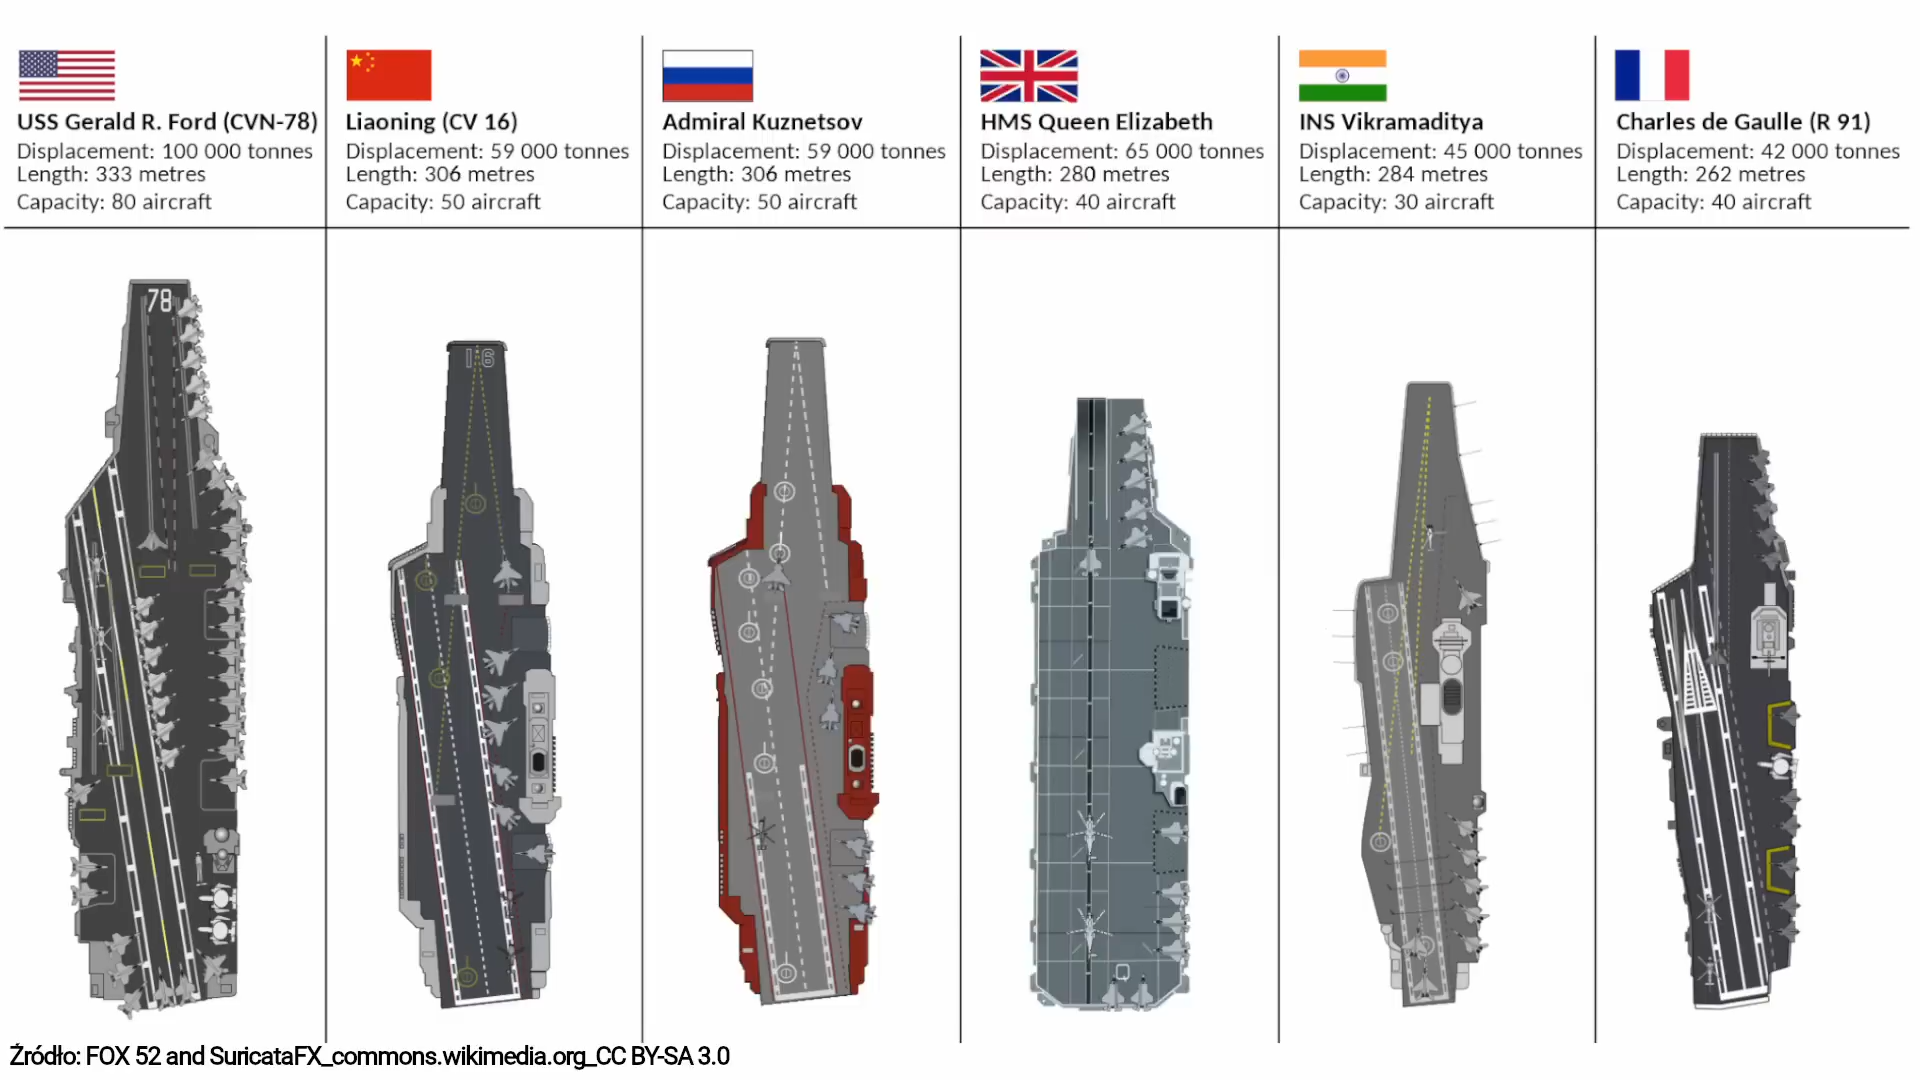 USS Gerald R. Ford (CVN-78)
Displacement: 100 000 tonnes
Length: 333 metres
Capacity: 80 aircraft
Liaoning (CV 16)
Displacement: 59 000 tonnes
Length: 306 metres
Capacity: 50 aircraft
Admiral Kuznetsov
Displacement: 59 000 tonnes
Length: 306 metres
Capacity: 50 aircraft
HMS Queen Elizabeth
Displacement: 65 000 tonnes
Length: 280 metres
Capacity: 40 aircraft
INS Vikramaditya
Displacement: 45 000 tonnes
Length: 284 metres
Capacity: 30 aircraft
Charles de Gaulle (R 91)
Displacement: 42 000 tonnes
Length: 262 metres
Capacity: 40 aircraft
78
16
Źródło: FOX 52 and SuricataFX_commons.wikimedia.org_CC BY-SA 3.0